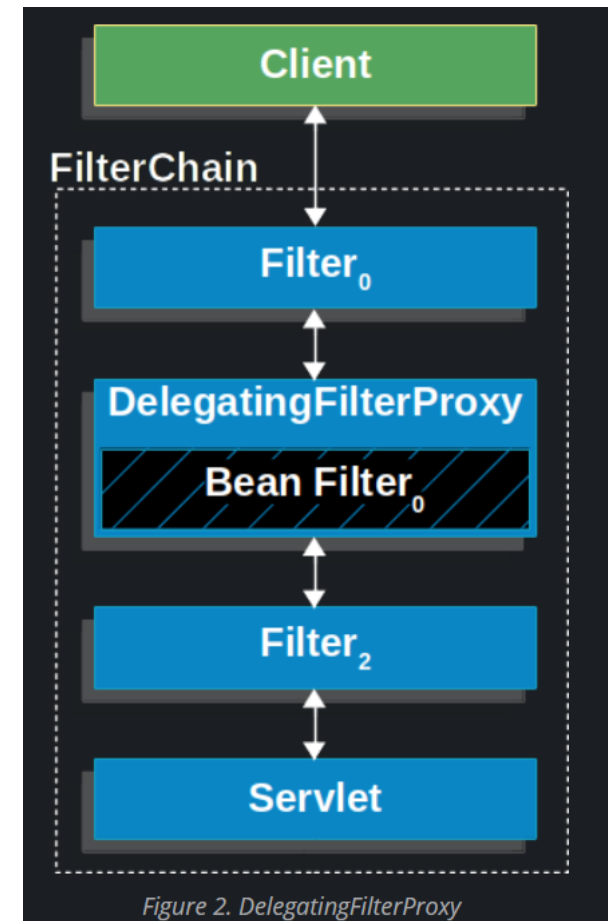 Client
FilterChain
Filter₀
DelegatingFilterProxy
Bean Filter₀
Filter₂
Servlet
Figure 2. DelegatingFilterProxy